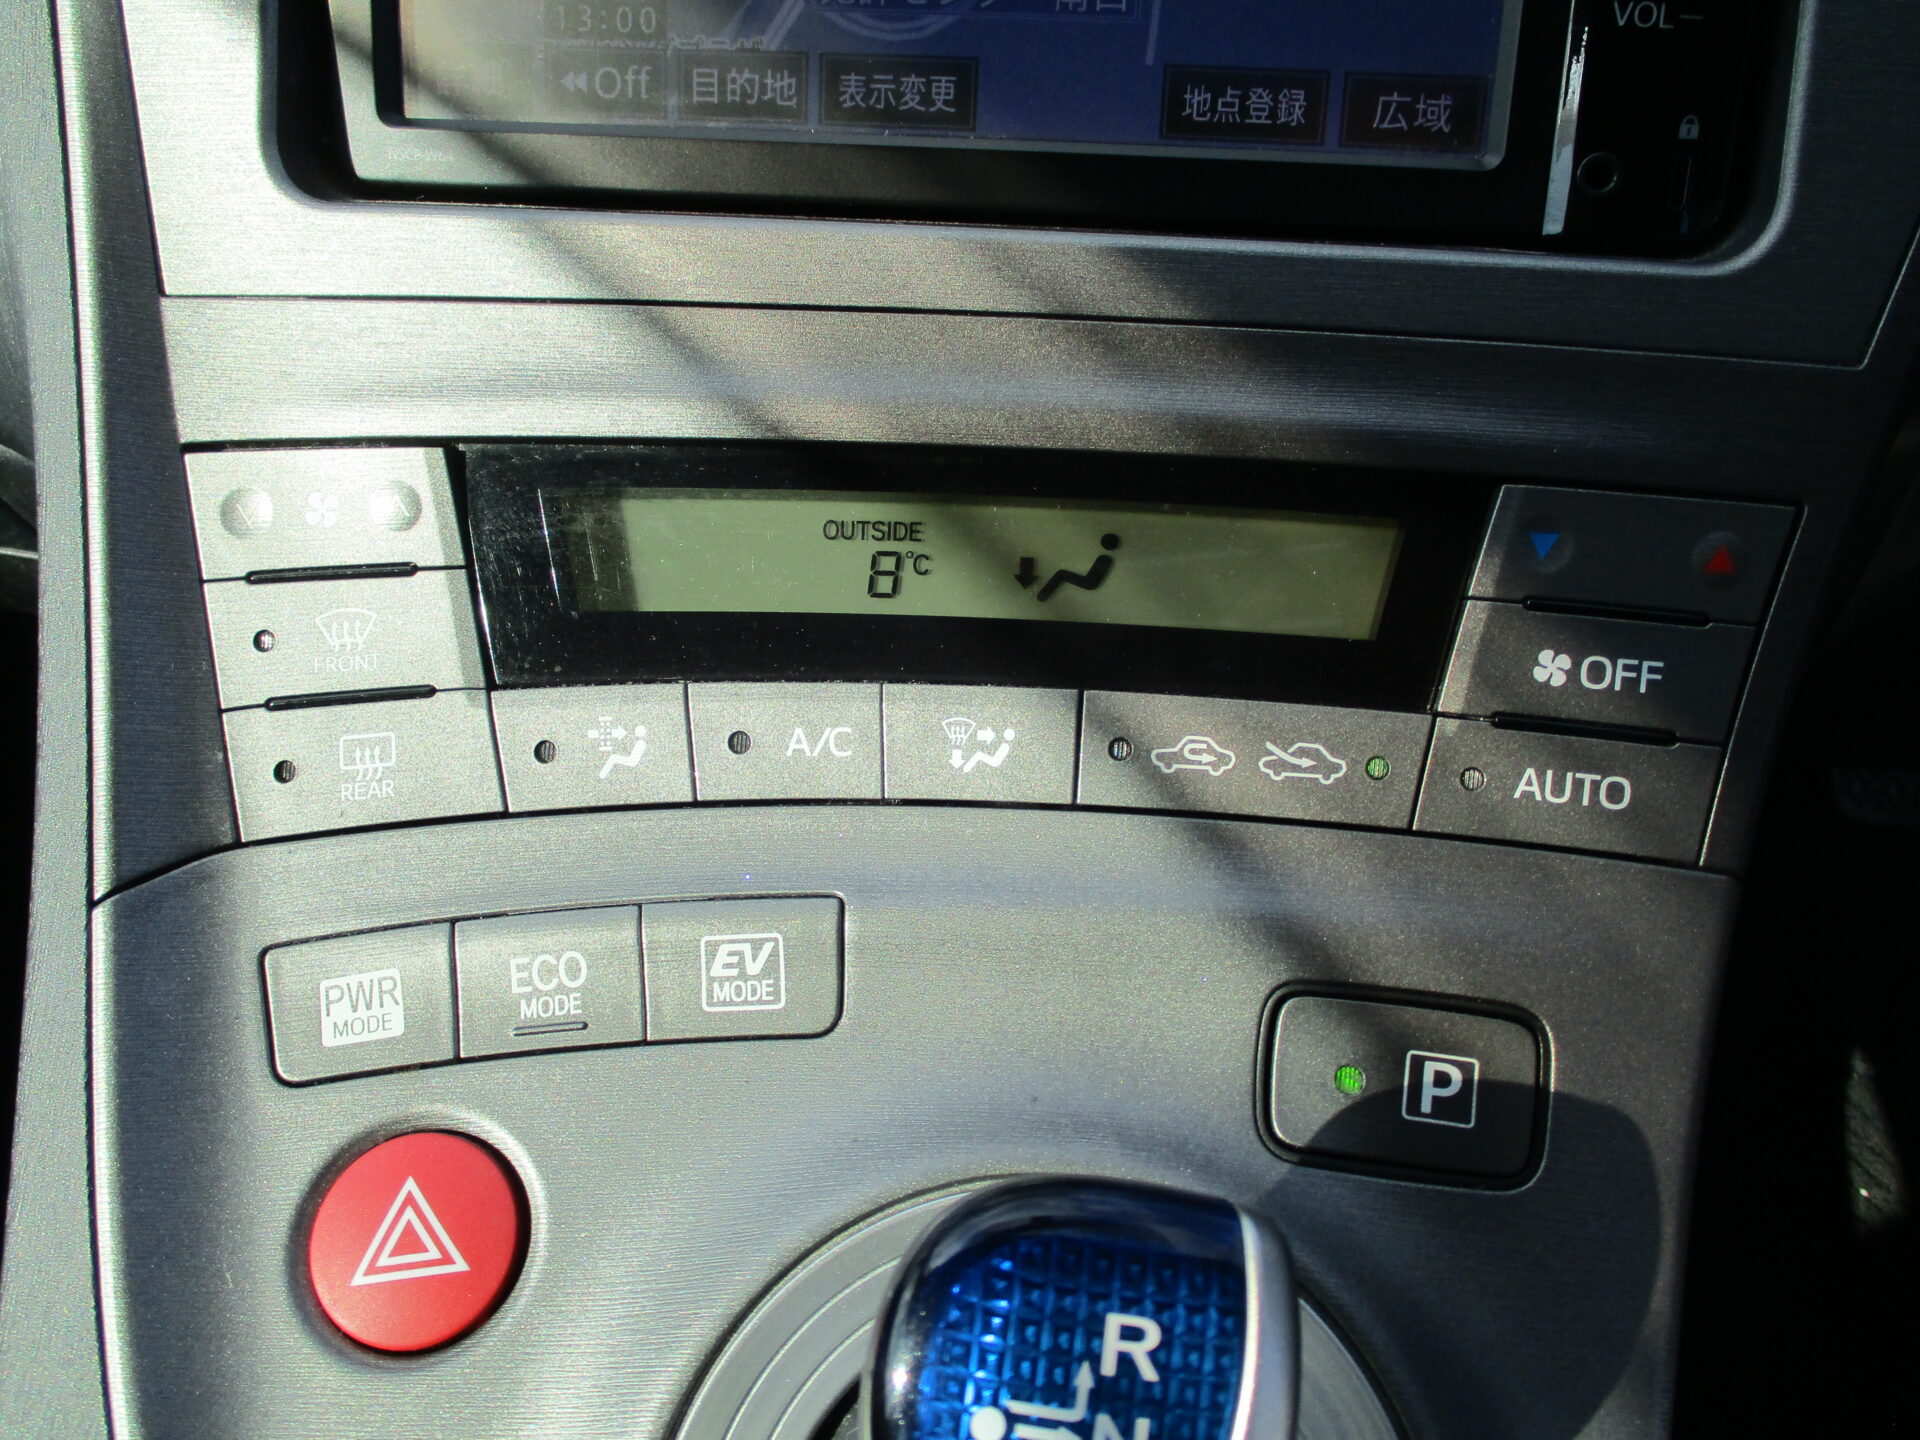 VOL－
13:00
Off 目的地 表示変更 地点登録 広域
OUTSIDE
8°C
FRONT
OFF
REAR
A/C
AUTO
PWR
MODE
ECO
MODE
EV
MODE
P
R
N